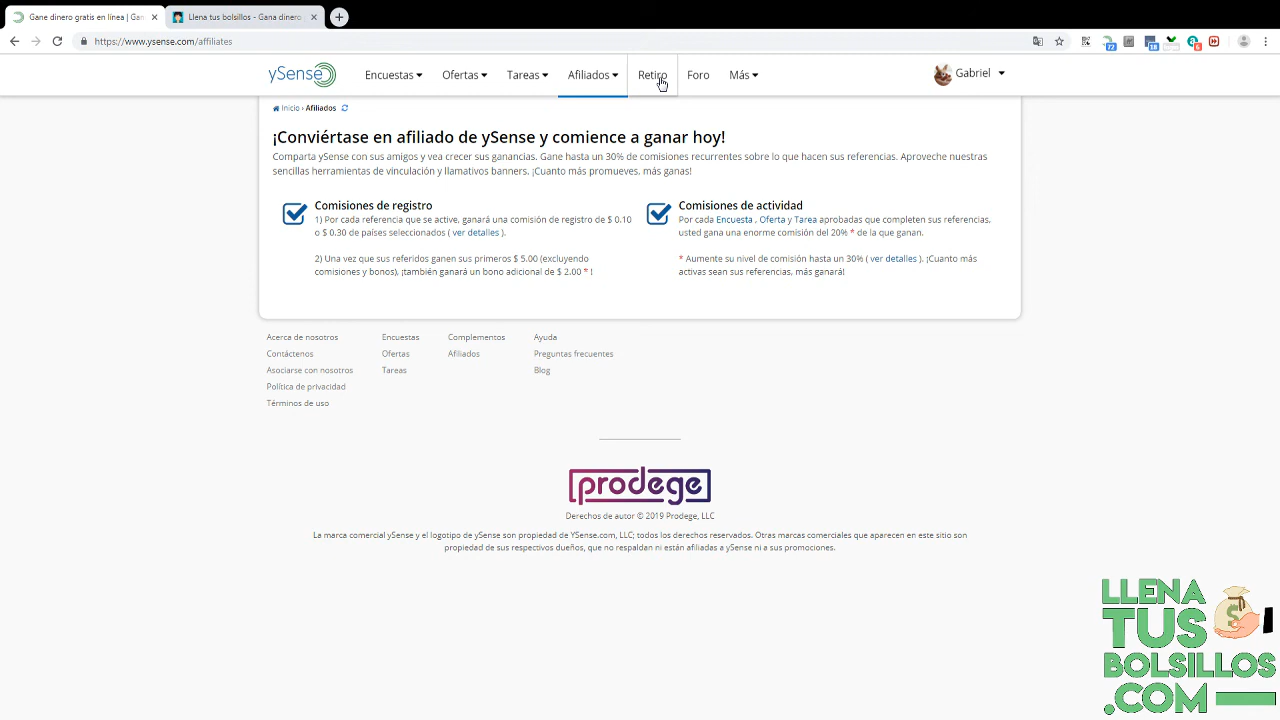 Gane dinero gratis en línea | Gan
Llena tus bolsillos - Gana dinero
https://www.ysense.com/affiliates
72
18
6
ySense
Encuestas
Ofertas
Tareas
Afiliados
Retiro
Foro
Más
Gabriel
Inicio › Afiliados
¡Conviértase en afiliado de ySense y comience a ganar hoy!
Comparta ySense con sus amigos y vea crecer sus ganancias. Gane hasta un 30% de comisiones recurrentes sobre lo que hacen sus referencias. Aproveche nuestras
sencillas herramientas de vinculación y llamativos banners. ¡Cuanto más promueves, más ganas!
Comisiones de registro
1) Por cada referencia que se active, ganará una comisión de registro de $ 0.10
o $ 0.30 de países seleccionados ( ver detalles ).
2) Una vez que sus referidos ganen sus primeros $ 5.00 (excluyendo
comisiones y bonos), ¡también ganará un bono adicional de $ 2.00 * !
Comisiones de actividad
Por cada Encuesta , Oferta y Tarea aprobadas que completen sus referencias,
usted gana una enorme comisión del 20% * de la que ganan.
* Aumente su nivel de comisión hasta un 30% ( ver detalles ). ¡Cuanto más
activas sean sus referencias, más ganará!
Acerca de nosotros
Contáctenos
Asociarse con nosotros
Política de privacidad
Términos de uso
Encuestas
Ofertas
Tareas
Complementos
Afiliados
Ayuda
Preguntas frecuentes
Blog
prodege
Derechos de autor © 2019 Prodege, LLC
La marca comercial ySense y el logotipo de ySense son propiedad de YSense.com, LLC; todos los derechos reservados. Otras marcas comerciales que aparecen en este sitio son
propiedad de sus respectivos dueños, que no respaldan ni están afiliadas a ySense ni a sus promociones.
LLENA
TUS
BOLSILLOS
.COM